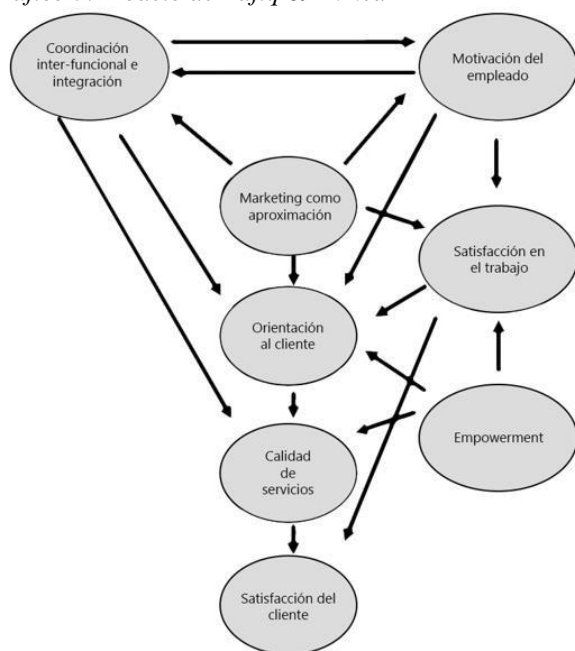 Coordinación
inter-funcional e
integración
Motivación del
empleado
Marketing como
aproximación
Satisfacción en
el trabajo
Orientación
al cliente
Empowerment
Calidad
de
servicios
Satisfacción del
cliente